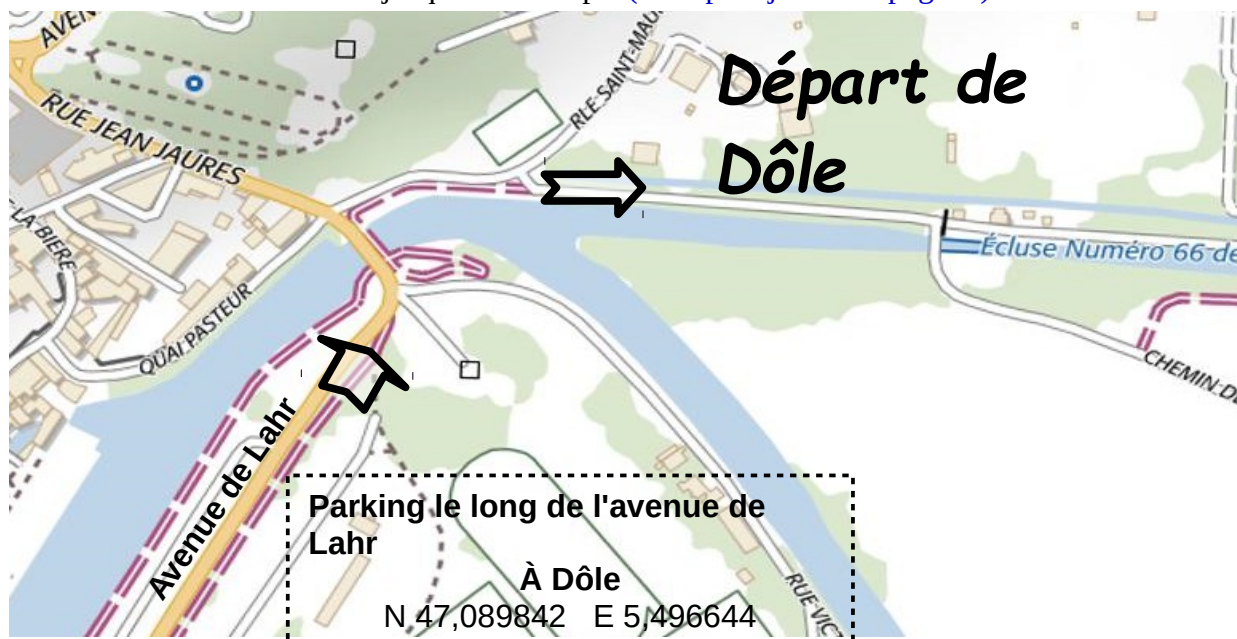 AVEN
RUE JEAN JAURES
RLE SAINT-MAU
Départ de
Dôle
LA BIERE
QUAI PASTEUR
Écluse Numéro 66 de
CHEMIN DE
Avenue de Lahr
Parking le long de l'avenue de
Lahr
À Dôle
N 47,089842 E 5,496644
RUE VIC